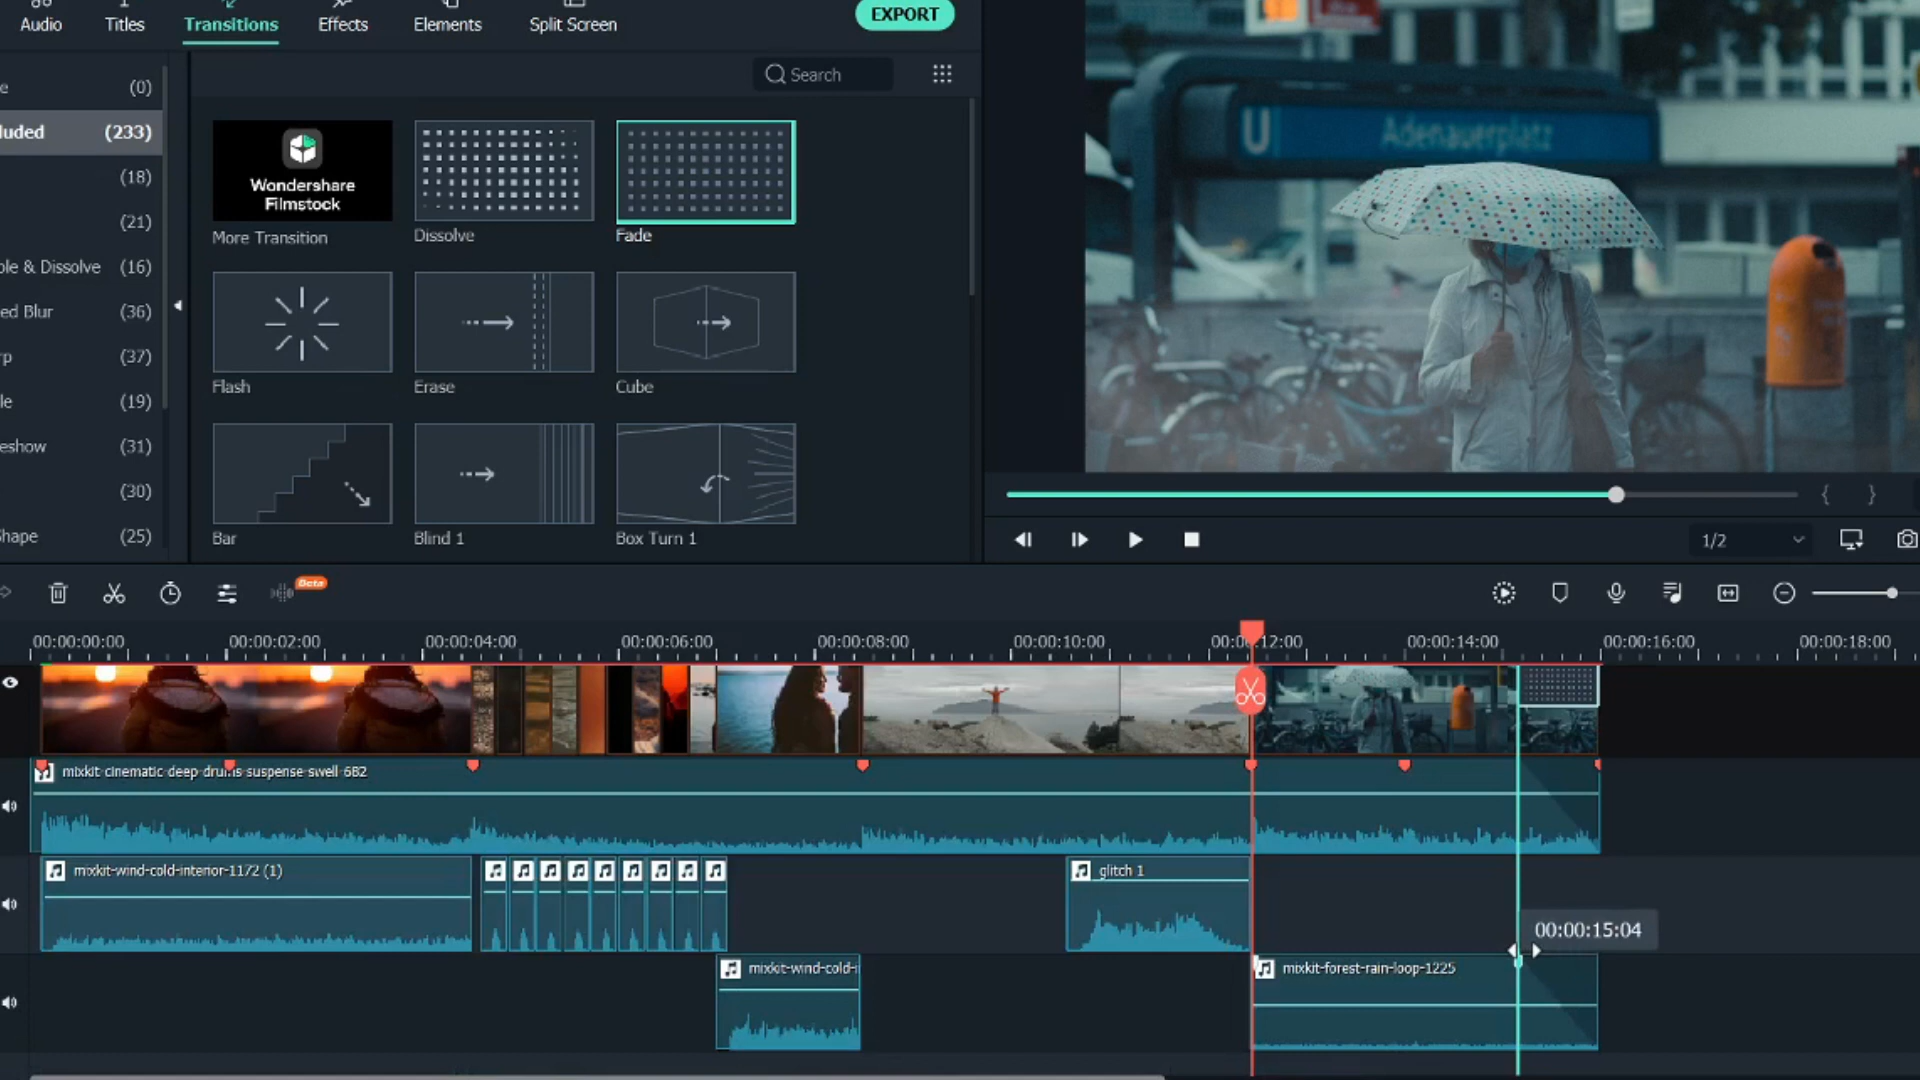 Audio
Titles
Transitions
Effects
Elements
Split Screen
EXPORT
Search
e (0)
luded (233)
(18)
(21)
ole & Dissolve (16)
ed Blur (36)
rp (37)
le (19)
eshow (31)
(30)
hape (25)
Wondershare
Filmstock
More Transition
Dissolve
Fade
Flash
Erase
Cube
Bar
Blind 1
Box Turn 1
U Adenauerplatz
{ }
1/2
Beta
00:00:00:00
00:00:02:00
00:00:04:00
00:00:06:00
00:00:08:00
00:00:10:00
00:00:12:00
00:00:14:00
00:00:16:00
00:00:18:00
mixkit-cinematic-deep-drums-suspense-swell-682
mixkit-wind-cold-interior-1172 (1)
glitch 1
00:00:15:04
mixkit-wind-cold-i
mixkit-forest-rain-loop-1225